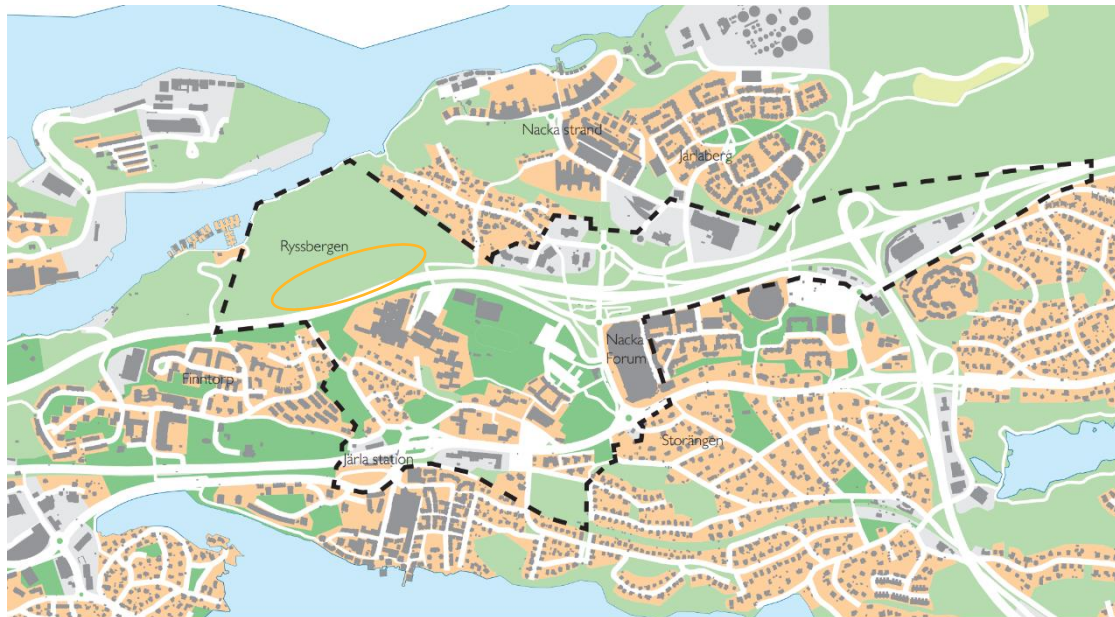 Nacka strand
Jarlaberg
Ryssbergen
Nacka
Forum
Finntorp
Storängen
Järla station